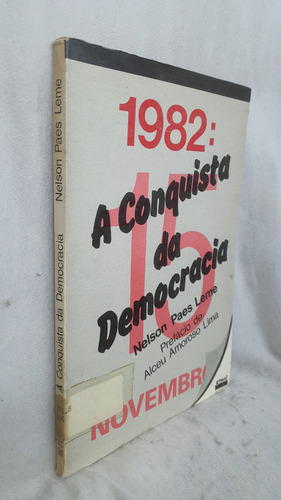 Nelson Paes Leme
A Conquista da Democracia
1982:
15
A Conquista
da
Democracia
Nelson Paes Leme
Prefácio de
Alceu Amoroso Lima
NOVEMBRO